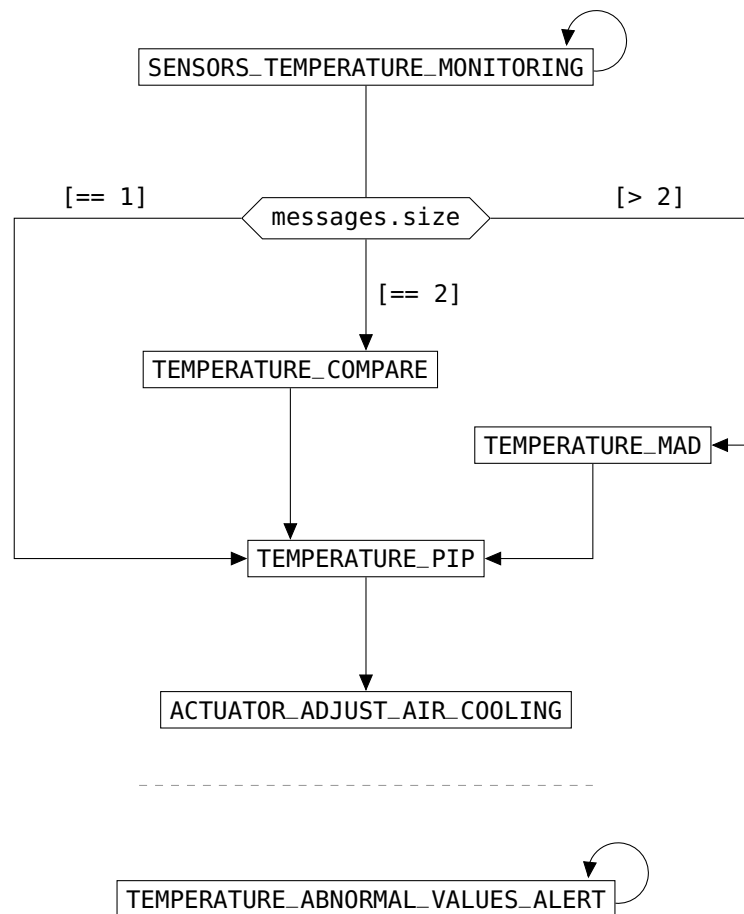 SENSORS_TEMPERATURE_MONITORING
[== 1]
messages.size
[> 2]
[== 2]
TEMPERATURE_COMPARE
TEMPERATURE_MAD
TEMPERATURE_PIP
ACTUATOR_ADJUST_AIR_COOLING
TEMPERATURE_ABNORMAL_VALUES_ALERT